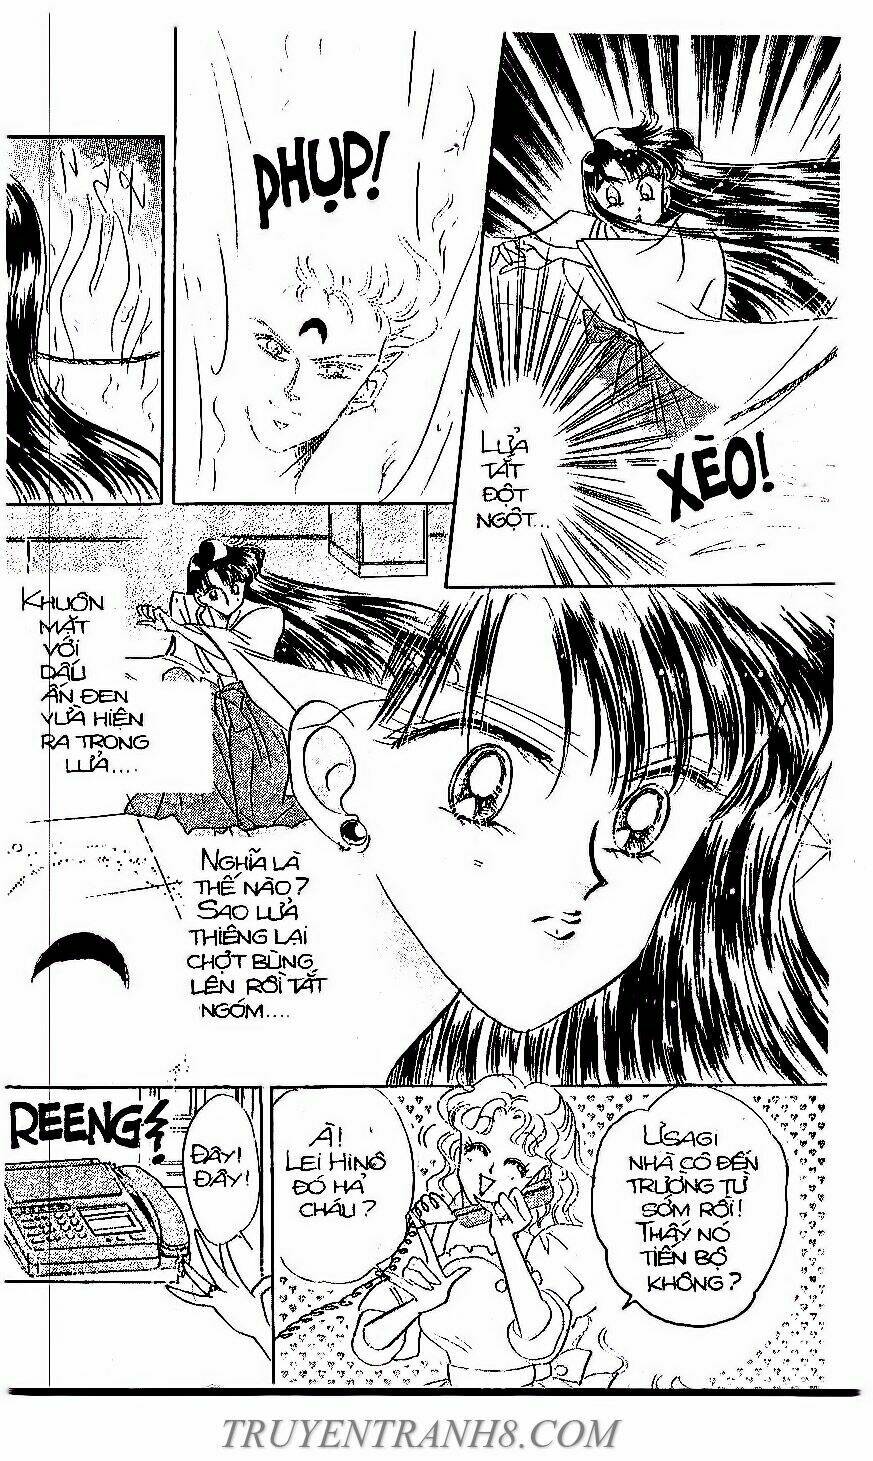 PHỤP!
LỬA
TẮT
ĐỘT
NGỘT...
XÈO!
KHUÔN
MẶT
VỚI
DẤU
ẤN ĐEN
VỪA HIỆN
RA TRONG
LỬA....
NGHĨA LÀ
THẾ NÀO?
SAO LỬA
THIÊNG LẠI
CHỢT BÙNG
LÊN RỒI TẮT
NGÓM....
REENG
ĐÂY!
ĐÂY!
À!
LEI HINÔ
ĐÓ HẢ
CHÁU?
USAGI
NHÀ CÔ ĐẾN
TRƯỜNG TỪ
SỚM RỒI!
THẤY NÓ
TIẾN BỘ
KHÔNG?
TRUYENTRANH8.COM